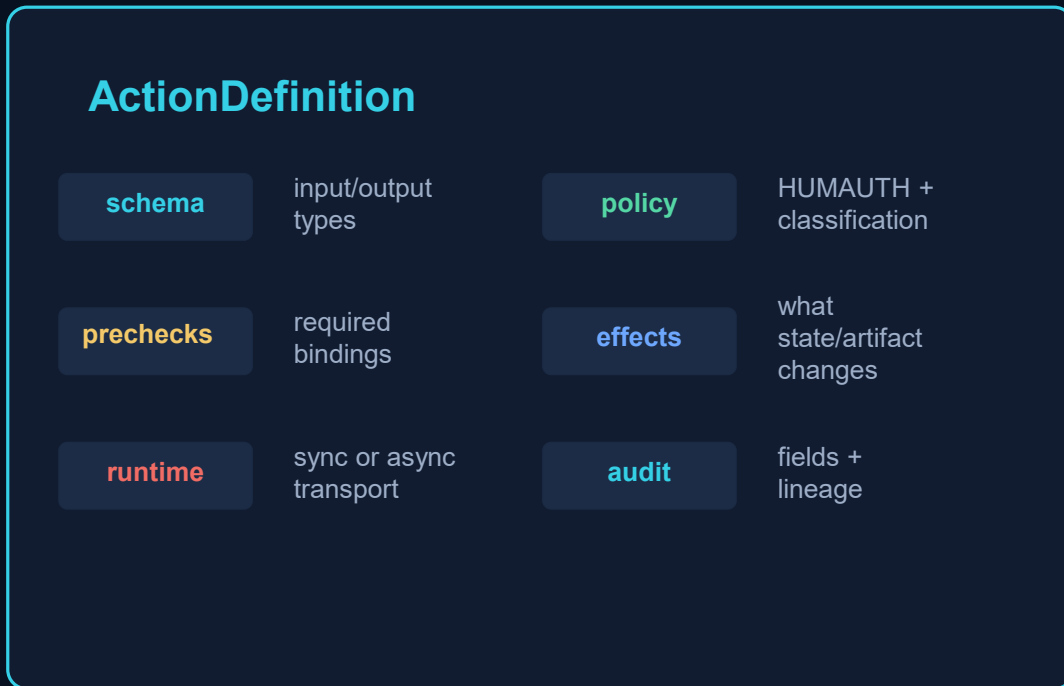 ActionDefinition
schema
input/output
types
policy
HUMAUTH +
classification
prechecks
required
bindings
effects
what
state/artifact
changes
runtime
sync or async
transport
audit
fields +
lineage